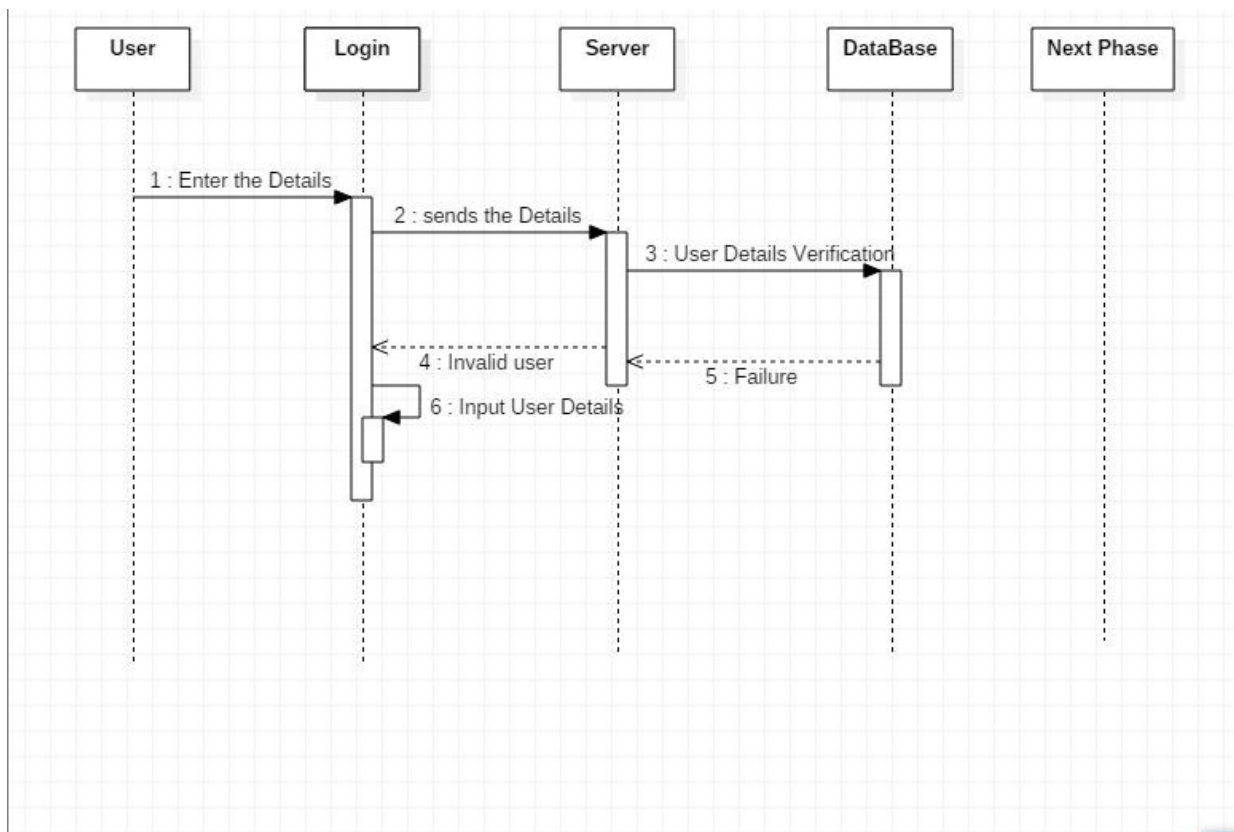 User
Login
Server
DataBase
Next Phase
1 : Enter the Details
2 : sends the Details
3 : User Details Verification
4 : Invalid user
5 : Failure
6 : Input User Details